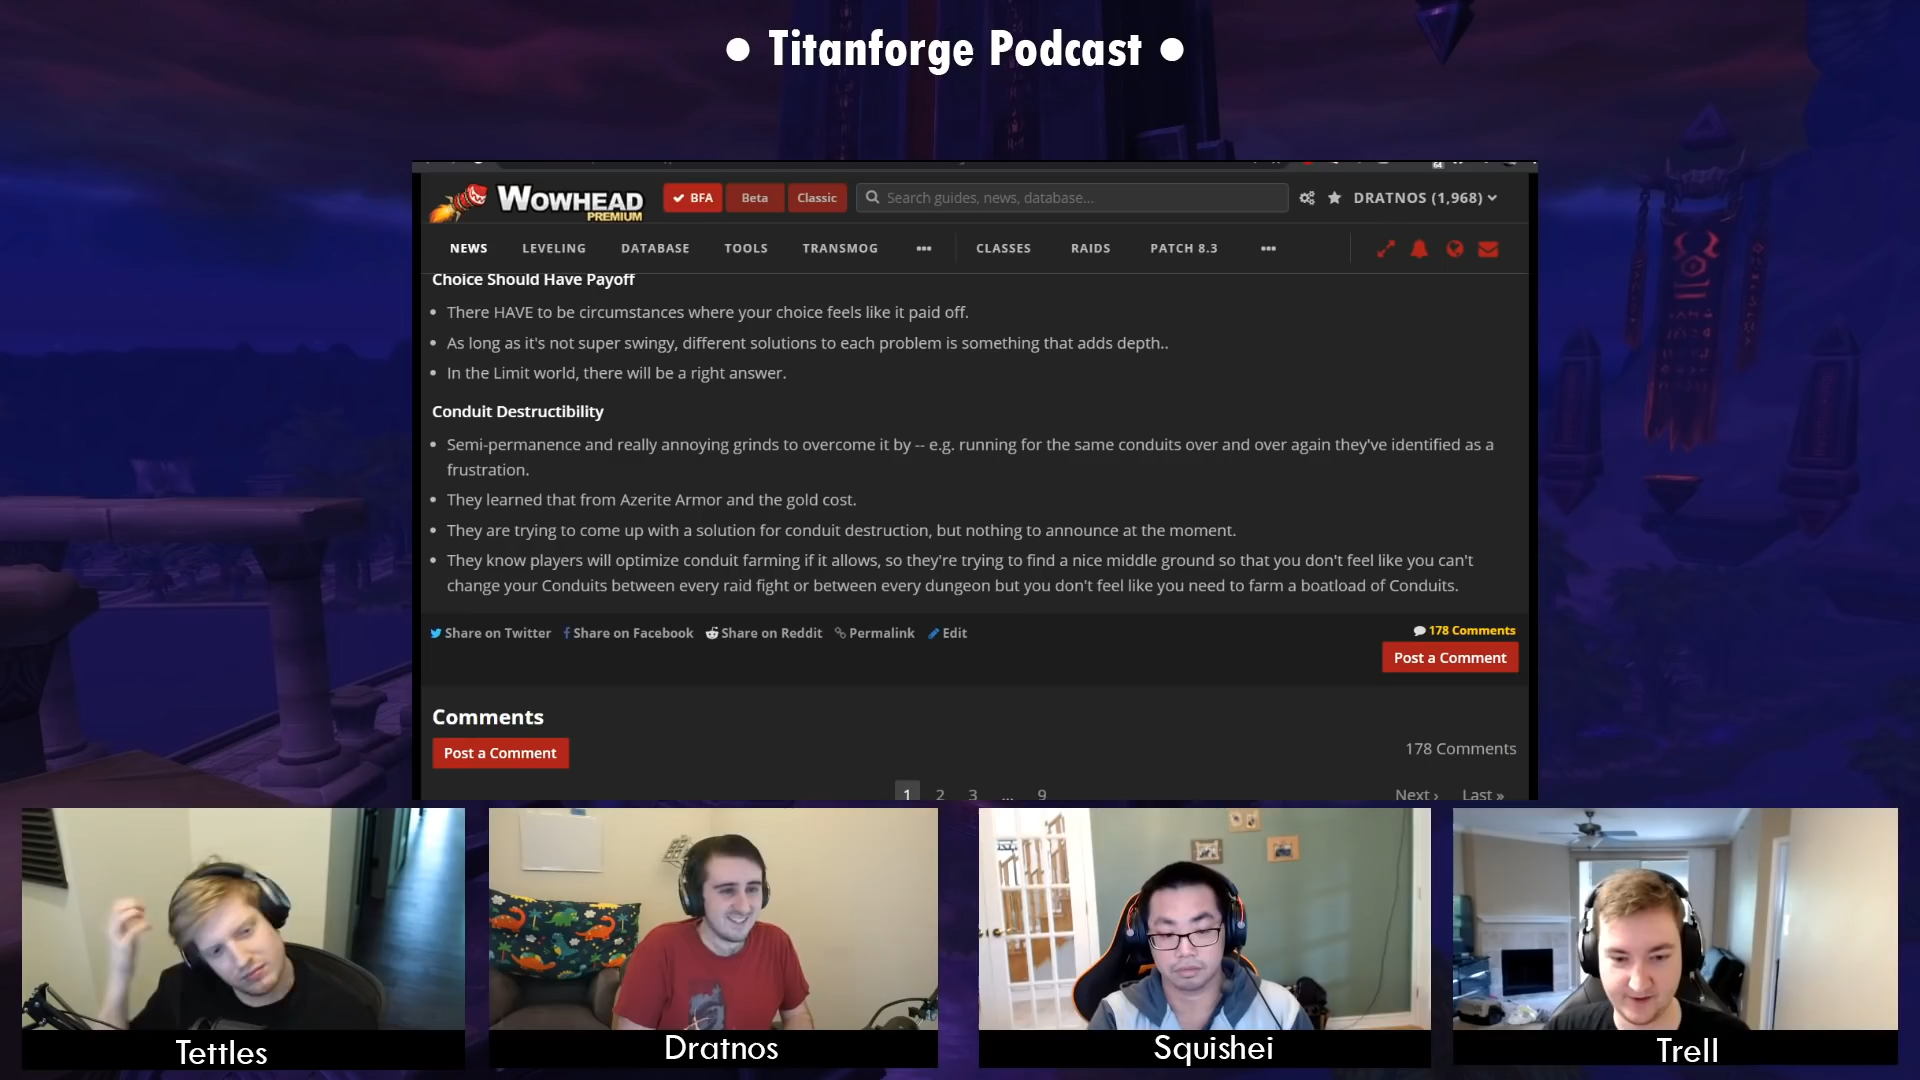 • Titanforge Podcast •
WOWHEAD
PREMIUM
BFA
Beta
Classic
Search guides, news, database...
DRATNOS (1,968)
NEWS LEVELING DATABASE TOOLS TRANSMOG ••• CLASSES RAIDS PATCH 8.3 •••
Choice Should Have Payoff
• There HAVE to be circumstances where your choice feels like it paid off.
• As long as it's not super swingy, different solutions to each problem is something that adds depth..
• In the Limit world, there will be a right answer.
Conduit Destructibility
• Semi-permanence and really annoying grinds to overcome it by -- e.g. running for the same conduits over and over again they've identified as a
frustration.
• They learned that from Azerite Armor and the gold cost.
• They are trying to come up with a solution for conduit destruction, but nothing to announce at the moment.
• They know players will optimize conduit farming if it allows, so they're trying to find a nice middle ground so that you don't feel like you can't
change your Conduits between every raid fight or between every dungeon but you don't feel like you need to farm a boatload of Conduits.
Share on Twitter Share on Facebook Share on Reddit Permalink Edit
178 Comments
Post a Comment
Comments
Post a Comment
178 Comments
1 2 3 ... 9
Next › Last »
Tettles
Dratnos
Squishei
Trell